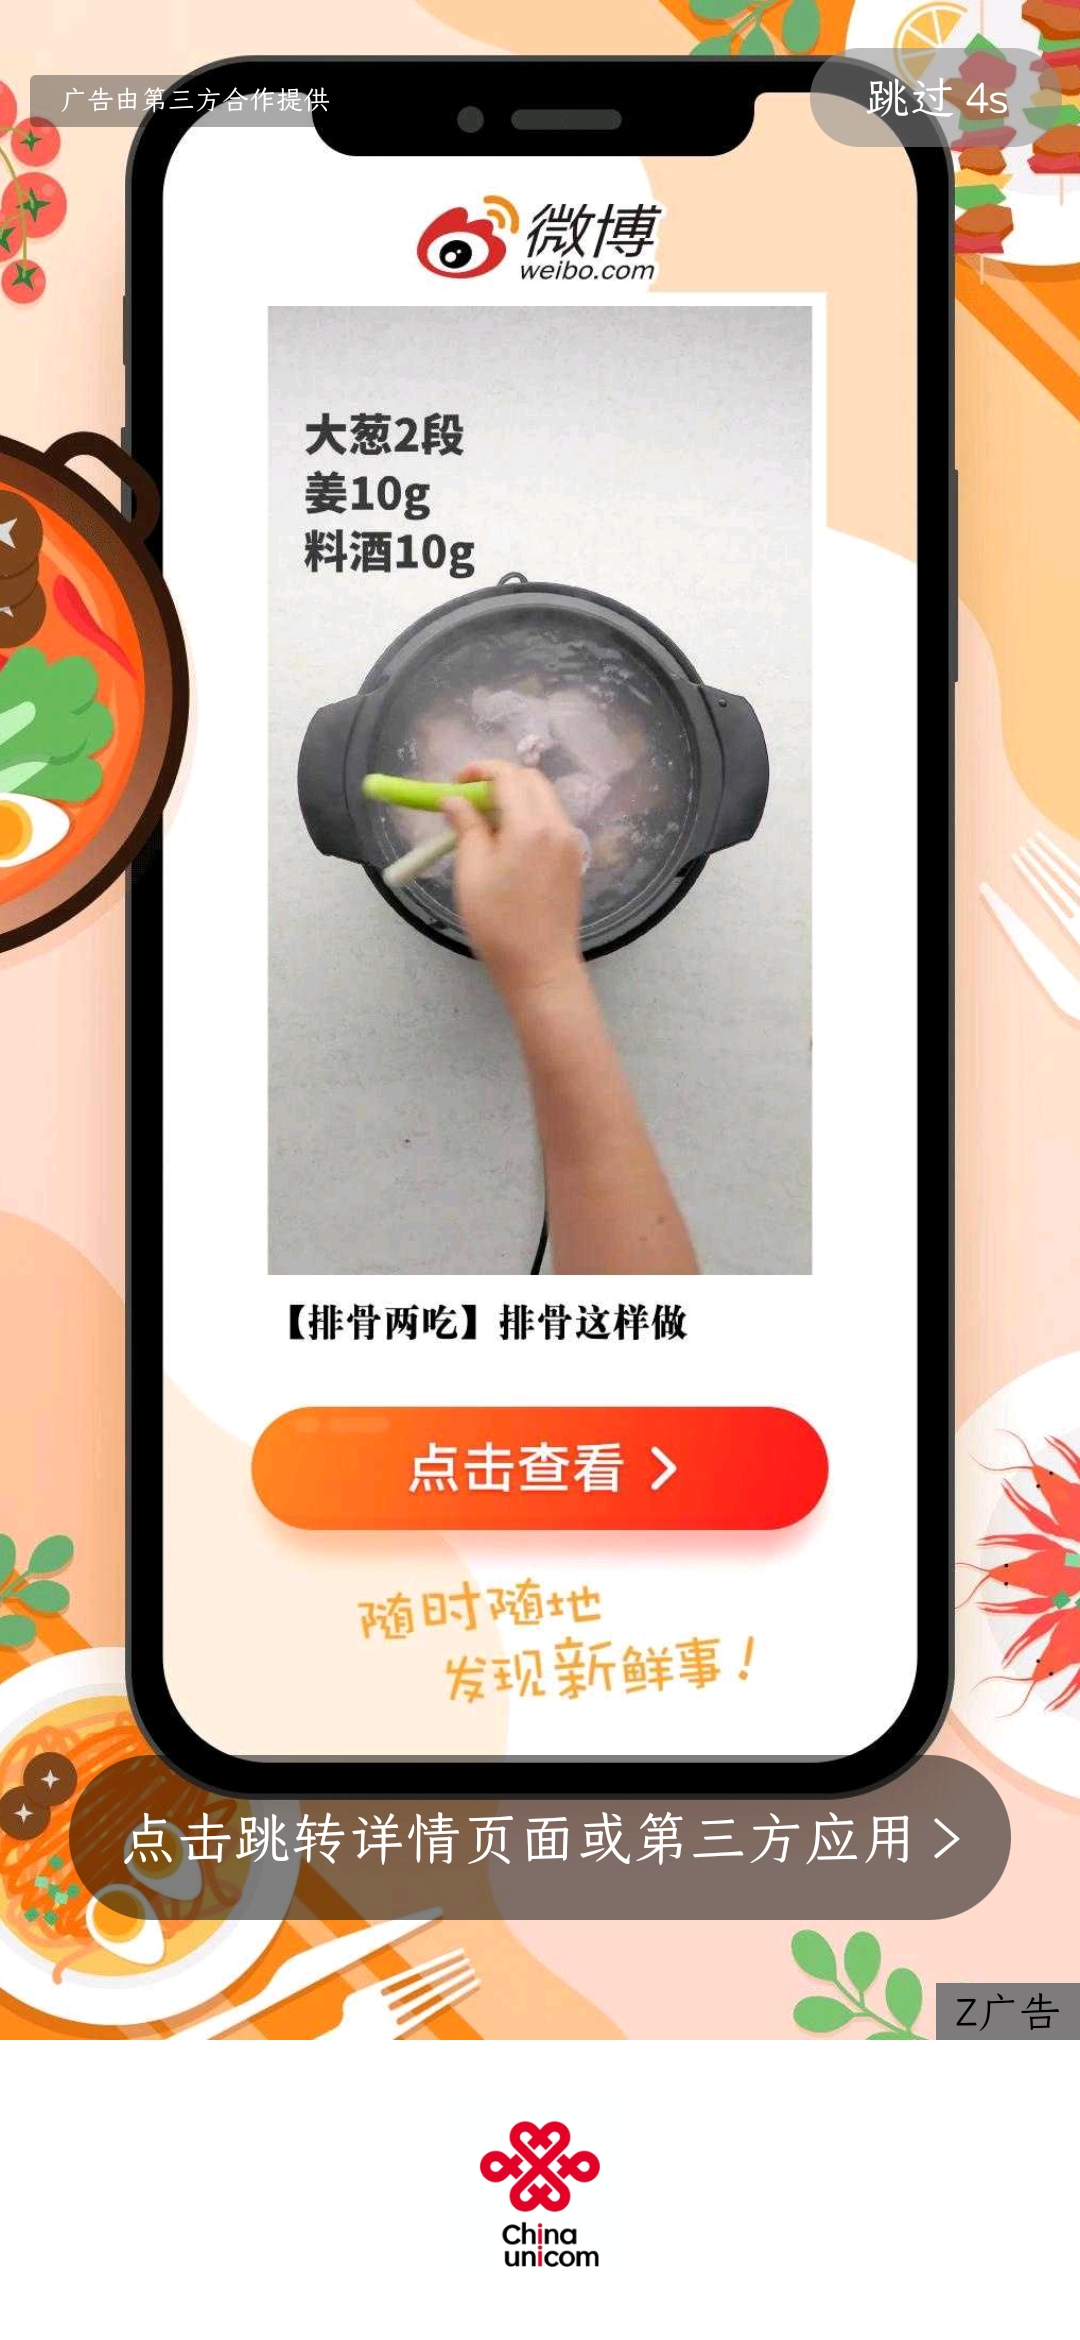 广告由第三方合作提供
跳过 4s
微博
weibo.com
大葱2段
姜10g
料酒10g
【排骨两吃】排骨这样做
点击查看 >
随时随地
发现新鲜事！
点击跳转详情页面或第三方应用 >
Z广告
China
unicom